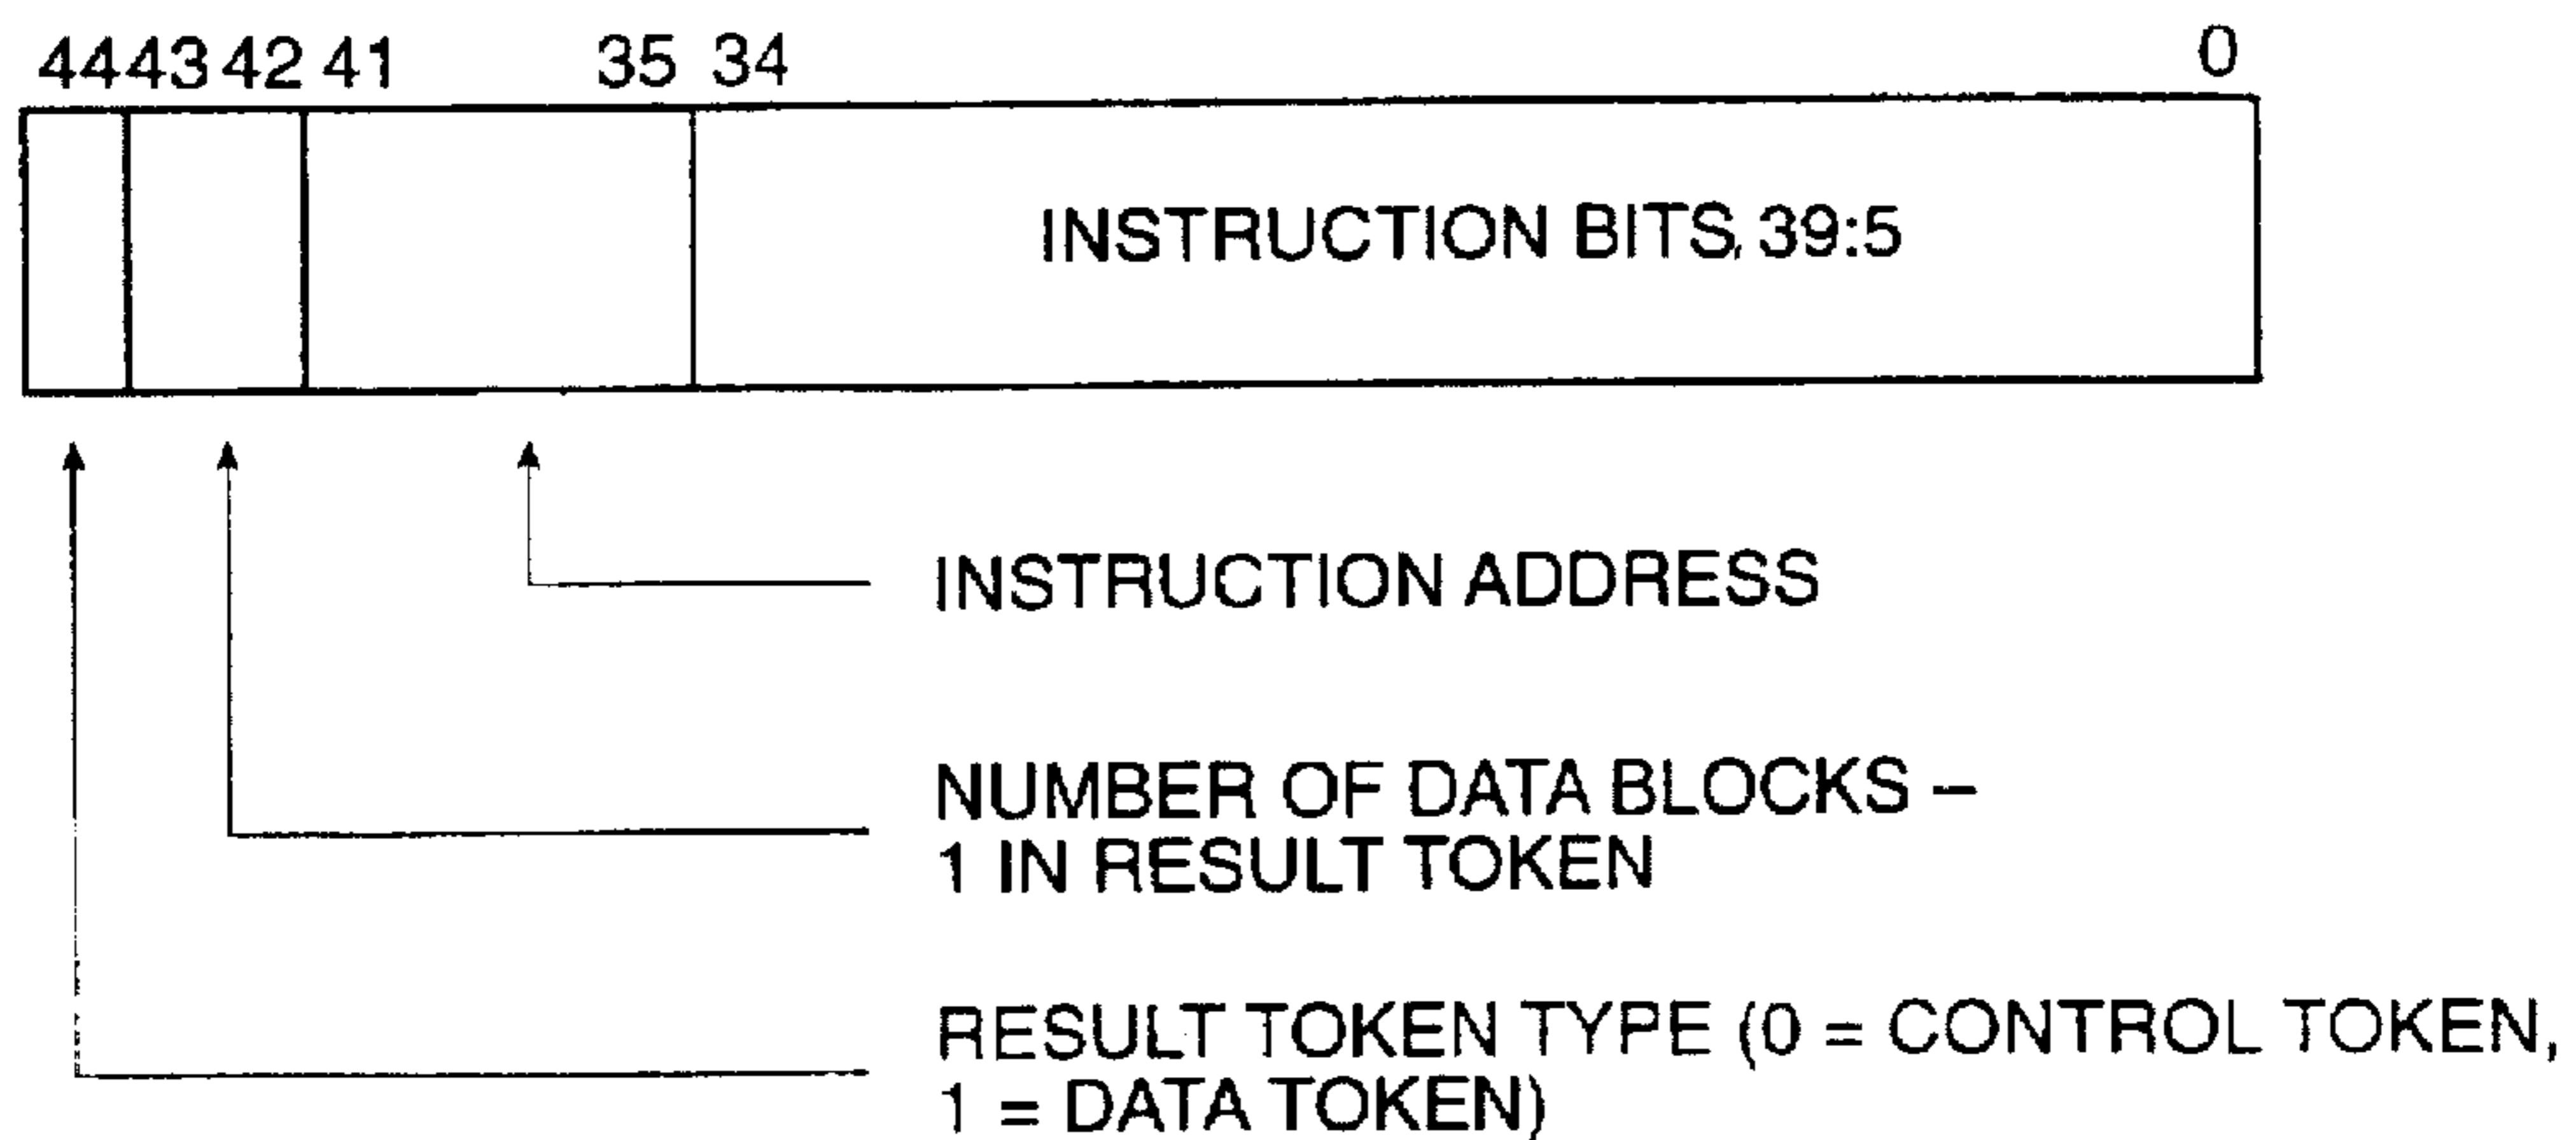 44 43 42 41 35 34 0
INSTRUCTION BITS, 39:5
INSTRUCTION ADDRESS
NUMBER OF DATA BLOCKS –
1 IN RESULT TOKEN
RESULT TOKEN TYPE (0 = CONTROL TOKEN,
1 = DATA TOKEN)